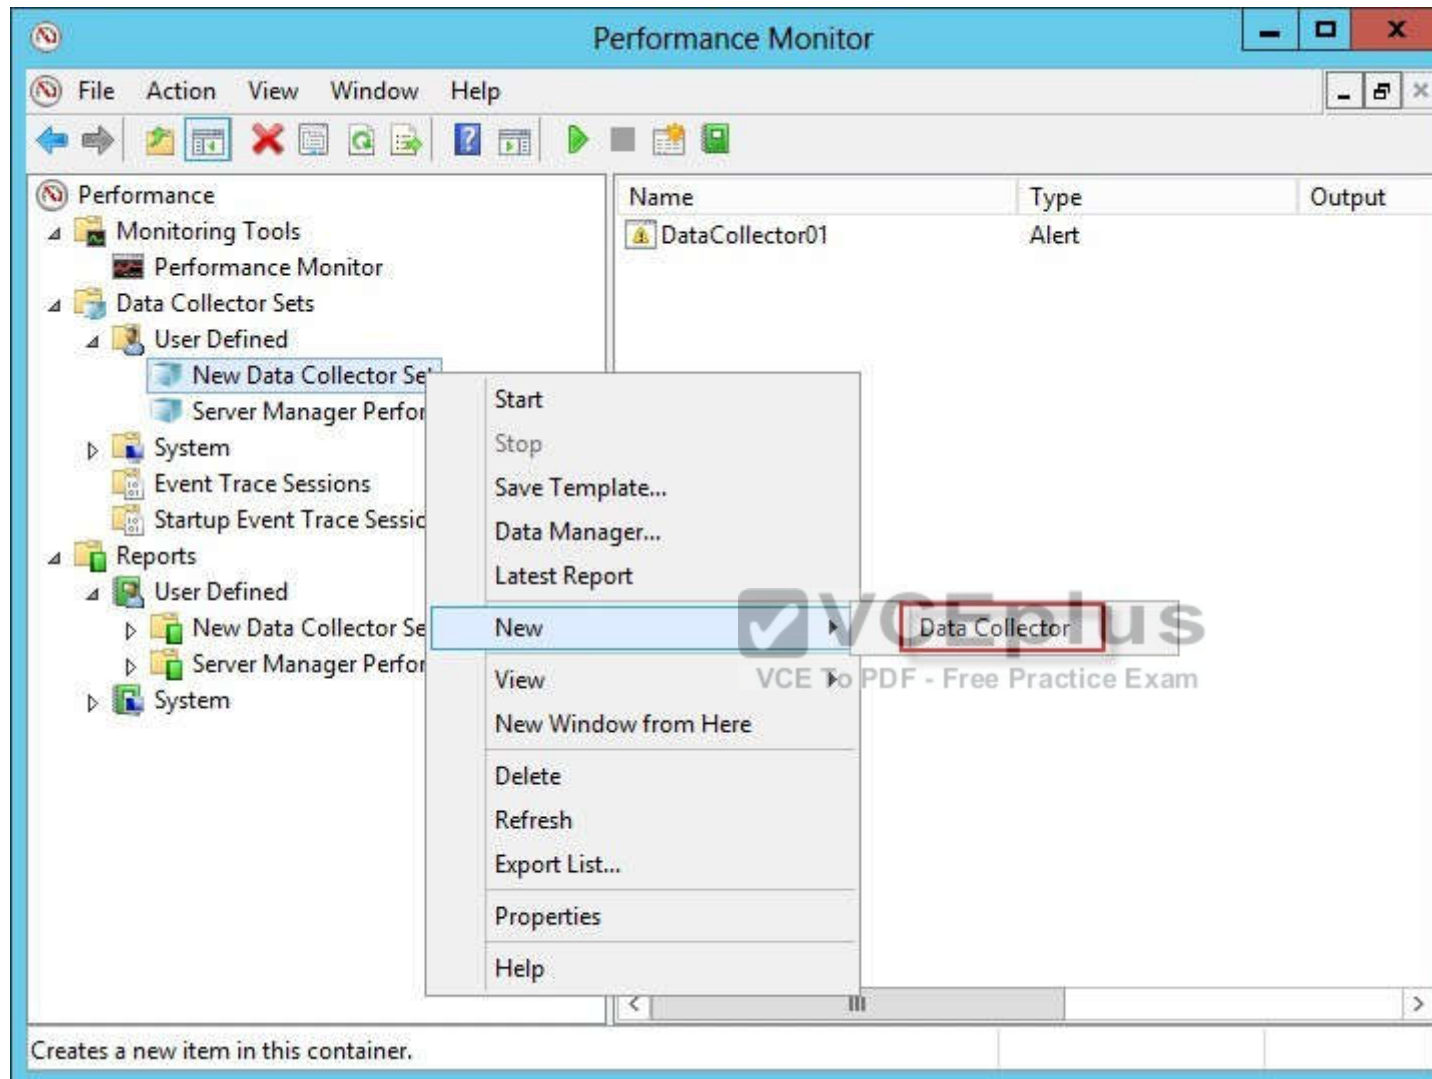 Performance Monitor
File Action View Window Help
Performance
Monitoring Tools
Performance Monitor
Data Collector Sets
User Defined
New Data Collector Set
Server Manager Perfor
System
Event Trace Sessions
Startup Event Trace Sessio
Reports
User Defined
New Data Collector Se
Server Manager Perfor
System
Name Type Output
DataCollector01 Alert
Start
Stop
Save Template...
Data Manager...
Latest Report
New
View
New Window from Here
Delete
Refresh
Export List...
Properties
Help
Data Collector
VCEplus
VCE To PDF - Free Practice Exam
Creates a new item in this container.